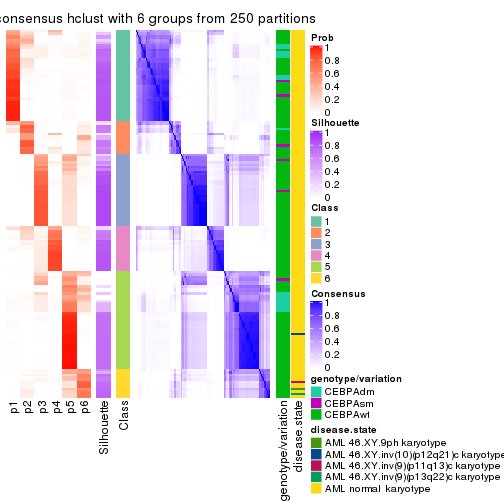 consensus hclust with 6 groups from 250 partitions
Prob
1
0.8
0.6
0.4
0.2
0
Silhouette
1
0.8
0.6
0.4
0.2
0
Class
1
2
3
4
5
6
Consensus
1
0.8
0.6
0.4
0.2
0
genotype/variation
CEBPAdm
CEBPAsm
CEBPAwt
disease.state
AML 46.XY.9ph karyotype
AML 46.XY.inv(10)(p12q21)c karyotype
AML 46.XY.inv(9)(p11q13)c karyotype
AML 46.XY.inv(9)(p13q22)c karyotype
AML normal karyotype
p1
p2
p3
p4
p5
p6
Silhouette
Class
genotype/variation
disease.state